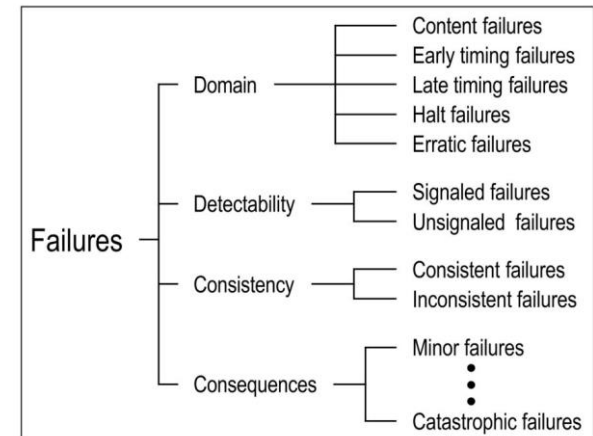 Failures
Domain
Content failures
Early timing failures
Late timing failures
Halt failures
Erratic failures
Detectability
Signaled failures
Unsignaled failures
Consistency
Consistent failures
Inconsistent failures
Consequences
Minor failures
Catastrophic failures